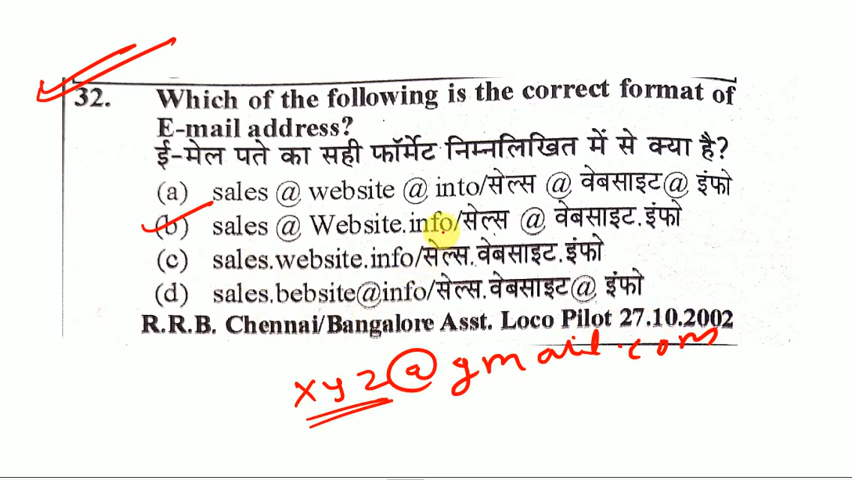 32. Which of the following is the correct format of
E-mail address?
ई-मेल पते का सही फॉर्मेट निम्नलिखित में से क्या है?
(a) sales @ website @ into/सेल्स @ वेबसाइट@ इंफो
(b) sales @ Website.info/सेल्स @ वेबसाइट.इंफो
(c) sales.website.info/सेल्स.वेबसाइट.इंफो
(d) sales.bebsite@info/सेल्स.वेबसाइट@ इंफो
R.R.B. Chennai/Bangalore Asst. Loco Pilot 27.10.2002
xyz@gmail.com